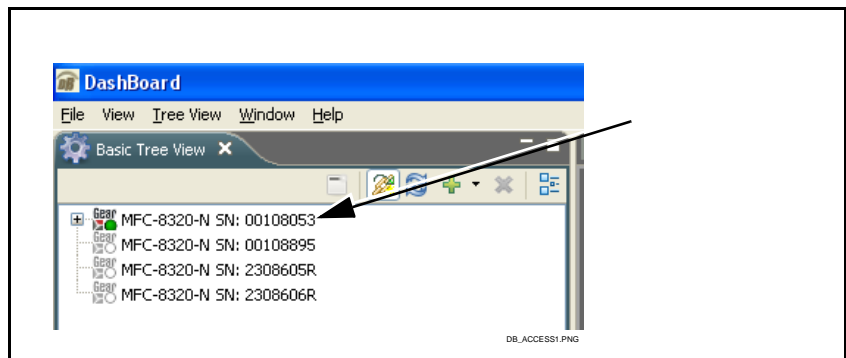 DashBoard
File View Tree View Window Help
Basic Tree View
Gear MFC-8320-N SN: 00108053
Gear MFC-8320-N SN: 00108895
Gear MFC-8320-N SN: 2308605R
Gear MFC-8320-N SN: 2308606R
DB_ACCESS1.PNG